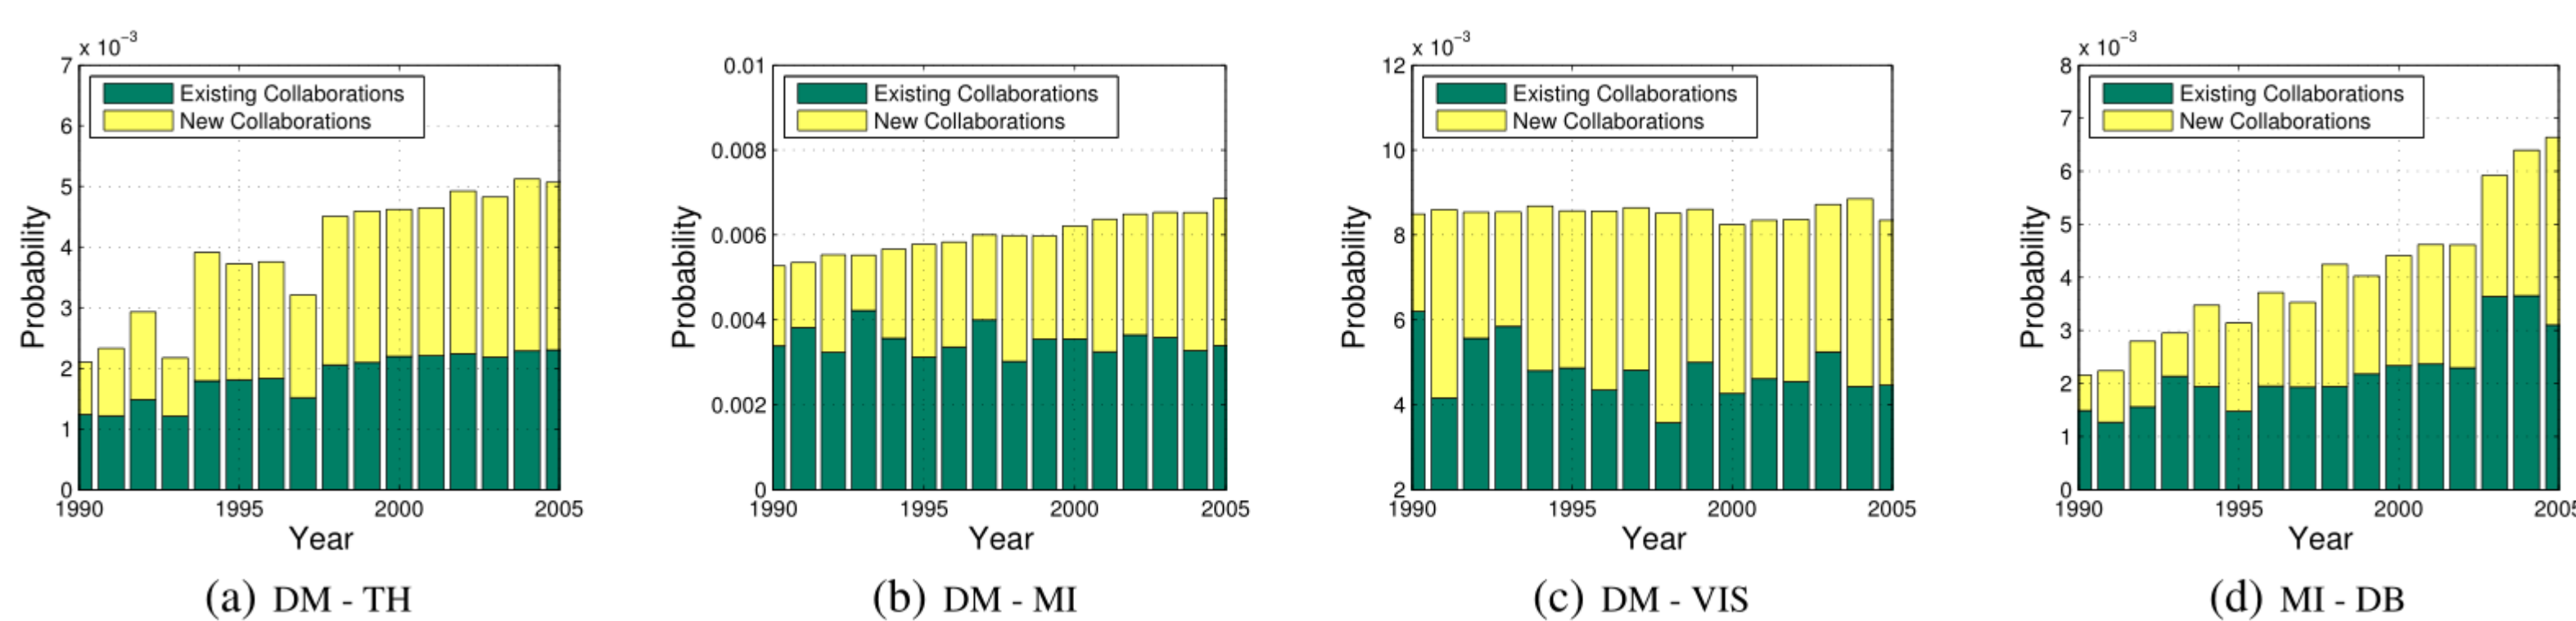 x 10⁻³
7
6
5
4
3
2
1
0
Existing Collaborations
New Collaborations
Probability
1990 1995 2000 2005
Year
(a) DM - TH
0.01
0.008
0.006
0.004
0.002
0
Existing Collaborations
New Collaborations
Probability
1990 1995 2000 2005
Year
(b) DM - MI
x 10⁻³
12
10
8
6
4
2
Existing Collaborations
New Collaborations
Probability
1990 1995 2000 2005
Year
(c) DM - VIS
x 10⁻³
8
7
6
5
4
3
2
1
0
Existing Collaborations
New Collaborations
Probability
1990 1995 2000 2005
Year
(d) MI - DB